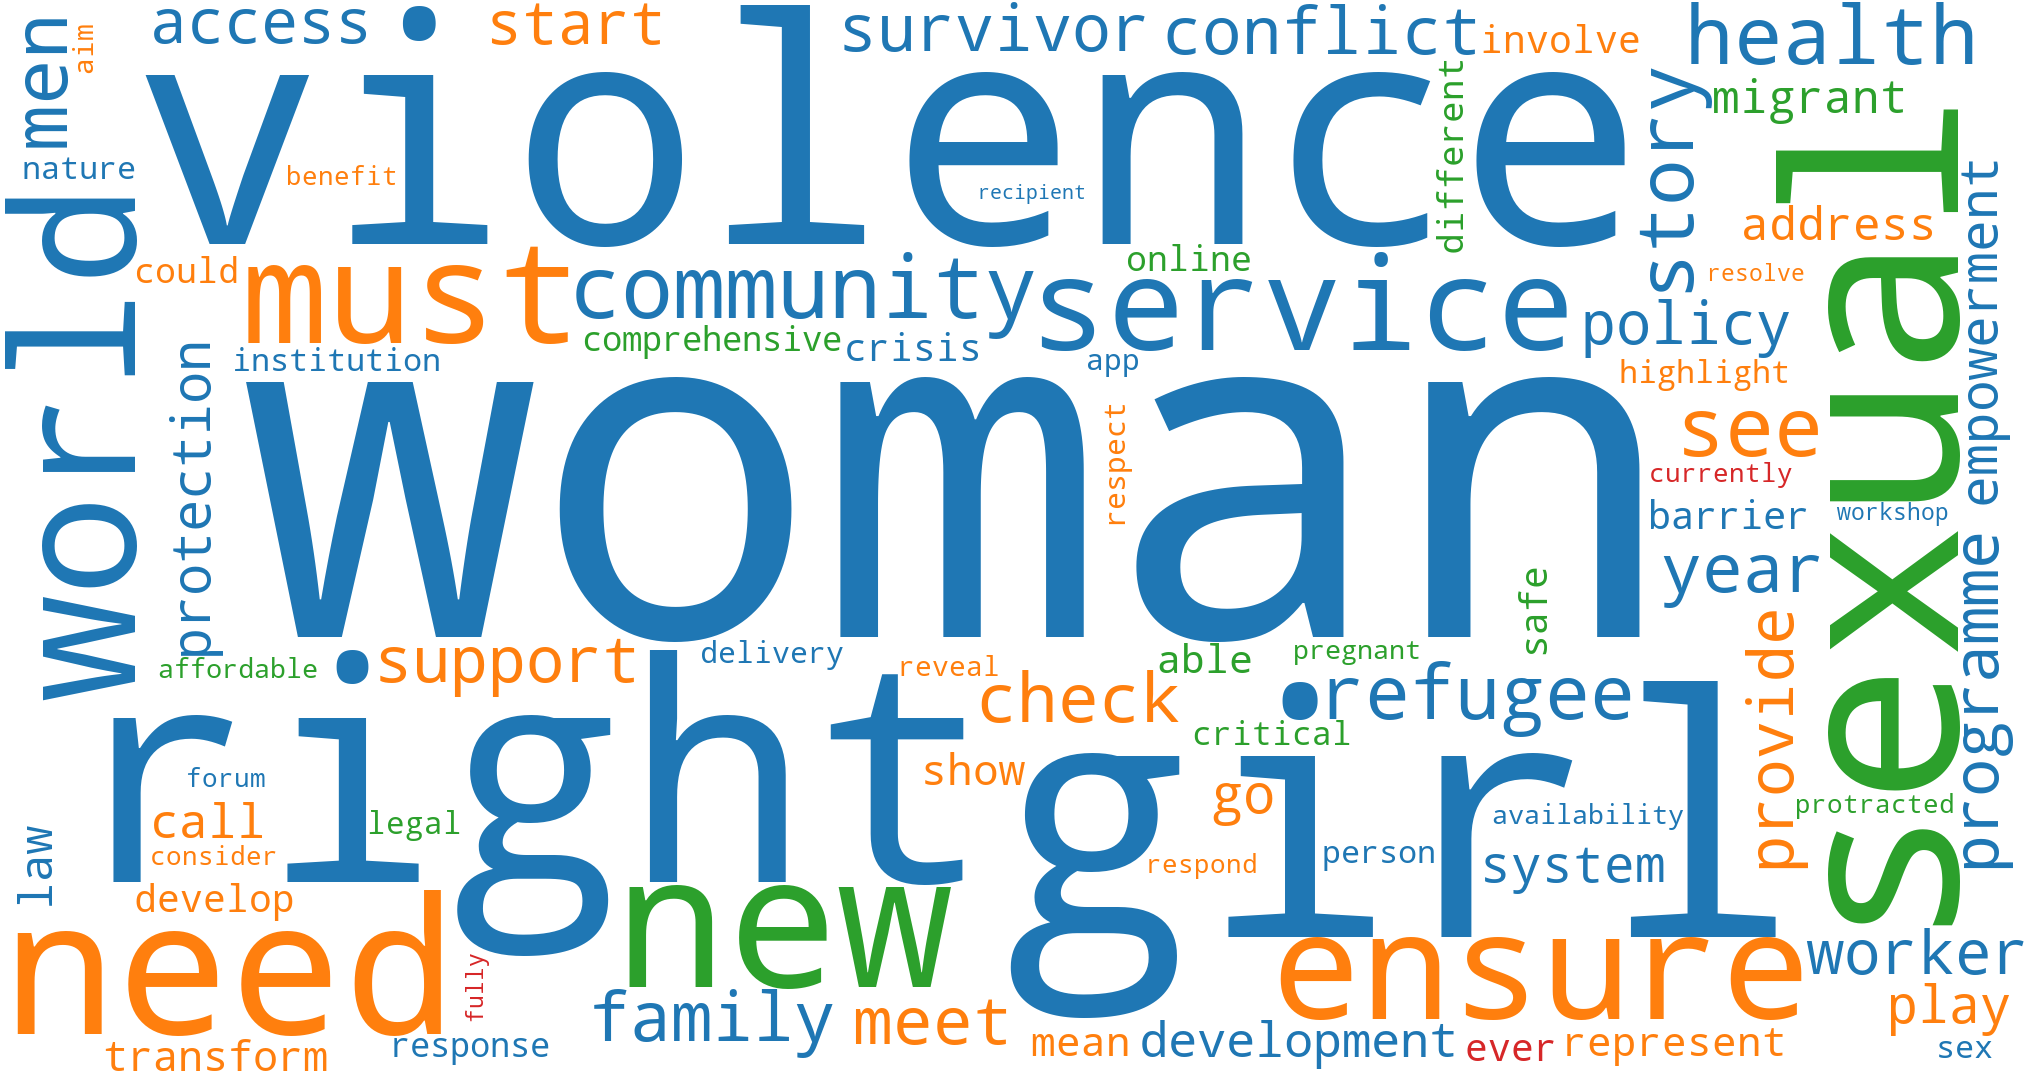 men
aim
access
start
survivor
conflict
involve
health
violence
different
story
migrant
nature
benefit
recipient
sexual
world
could
must
community
online
service
address
resolve
empowerment
policy
institution
comprehensive
crisis
app
highlight
protection
woman
respect
see
currently
barrier
workshop
year
safe
affordable
support
delivery
reveal
able
pregnant
programme
provide
right
check
refugee
critical
girl
forum
show
go
call
legal
availability
protracted
law
consider
respond
person
system
develop
new
need
fully
ensure
worker
family
meet
play
transform
response
mean
development
ever
represent
sex